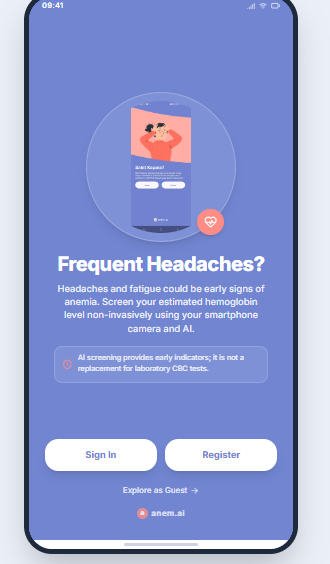 09:41
Sakit Kepala?
Frequent Headaches?
Headaches and fatigue could be early signs of
anemia. Screen your estimated hemoglobin
level non-invasively using your smartphone
camera and AI.
AI screening provides early indicators; it is not a
replacement for laboratory CBC tests.
Sign In
Register
Explore as Guest →
anem.ai